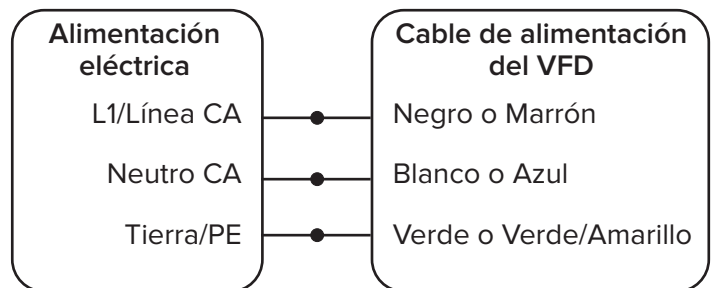 Alimentación
eléctrica
L1/Línea CA
Neutro CA
Tierra/PE
Cable de alimentación
del VFD
Negro o Marrón
Blanco o Azul
Verde o Verde/Amarillo